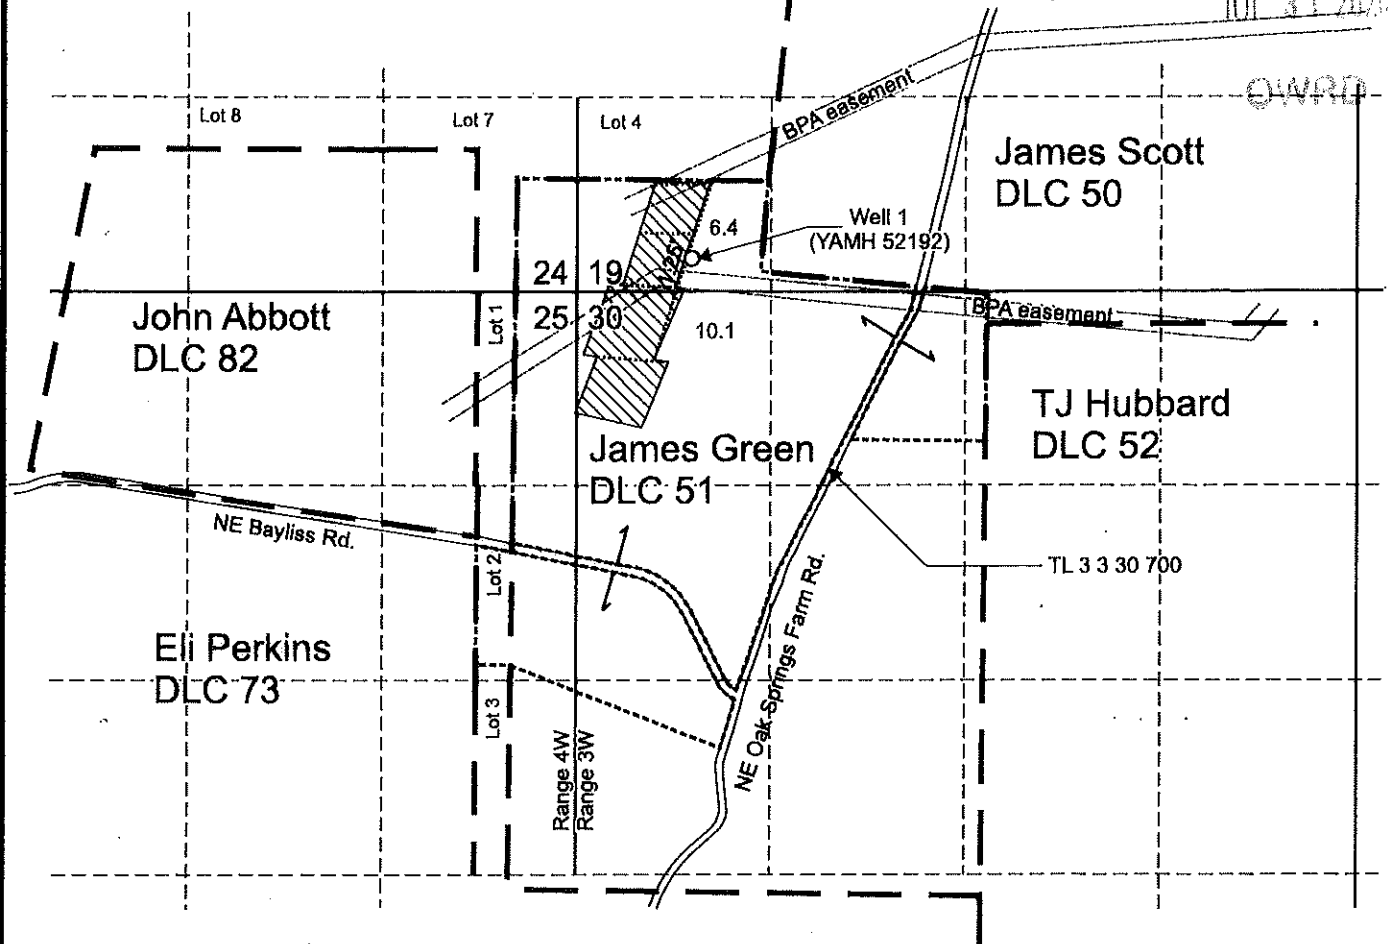 OWRD
Lot 8
Lot 7
Lot 4
BPA easement
James Scott
DLC 50
6.4
Well 1
(YAMH 52192)
24 19
25 30
10.1
BPA easement
John Abbott
DLC 82
Lot 1
TJ Hubbard
DLC 52
James Green
DLC 51
NE Bayliss Rd.
Lot 2
TL 3 3 30 700
Eli Perkins
DLC 73
Lot 3
NE Oak Springs Farm Rd.
Range 4W
Range 3W